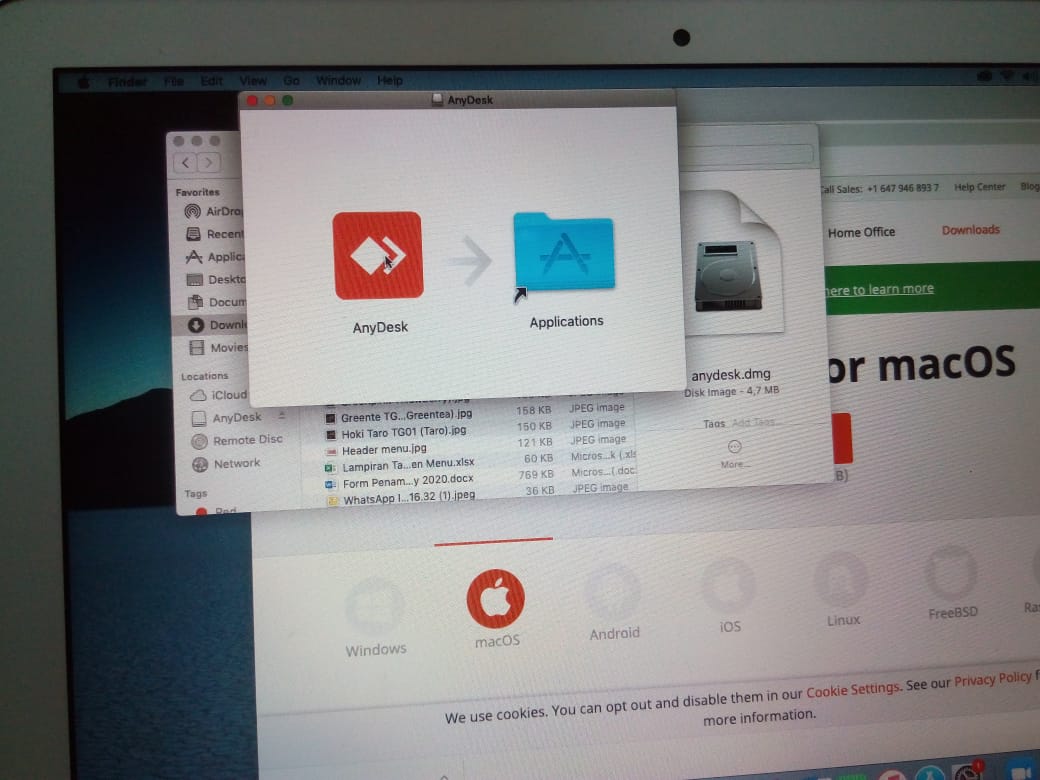 Finder File Edit View Go Window Help
AnyDesk
AnyDesk
Applications
Favorites
AirDro
Recent
Applic
Deskto
Docum
Downl
Movies
Locations
iCloud
AnyDesk
Remote Disc
Network
Tags
Red
Greente TG...Greentea).jpg 158 KB JPEG image
Hoki Taro TG01 (Taro).jpg 150 KB JPEG image
Header menu.jpg 121 KB JPEG image
Lampiran Ta...en Menu.xlsx 60 KB Micros...k (.xls
Form Penam...y 2020.docx 769 KB Micros...(.doc
WhatsApp I...16.32 (1).jpeg 36 KB JPEG image
anydesk.dmg
Disk Image - 4,7 MB
Tags Add Tags...
More...
all Sales: +1 647 946 893 7 Help Center Blog
Home Office Downloads
here to learn more
or macOS
B)
Windows macOS Android iOS Linux FreeBSD Ra
We use cookies. You can opt out and disable them in our Cookie Settings. See our Privacy Policy f
more information.